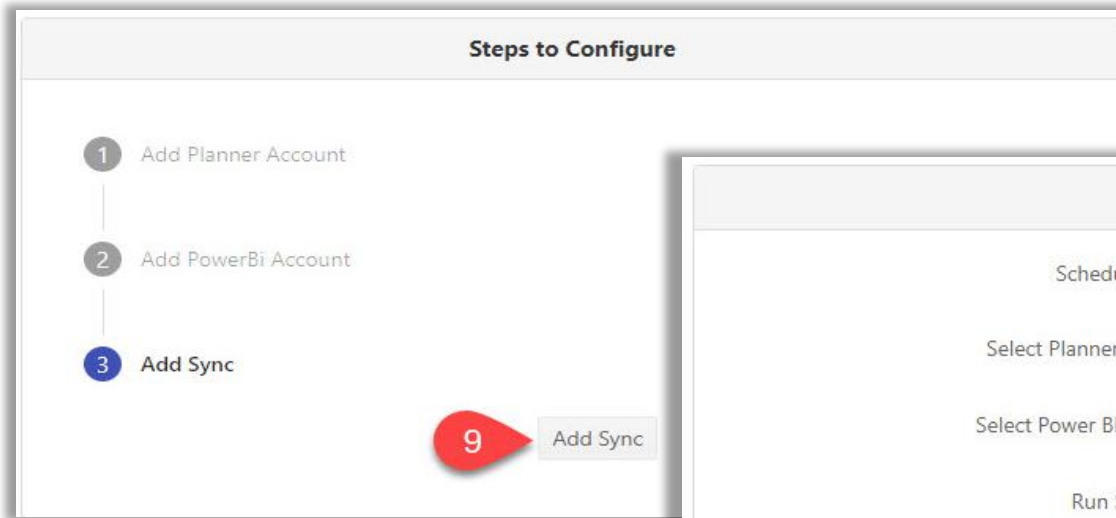 Steps to Configure
1 Add Planner Account
2 Add PowerBi Account
3 Add Sync
9 Add Sync
Select Planner
Select Power Bi
Run